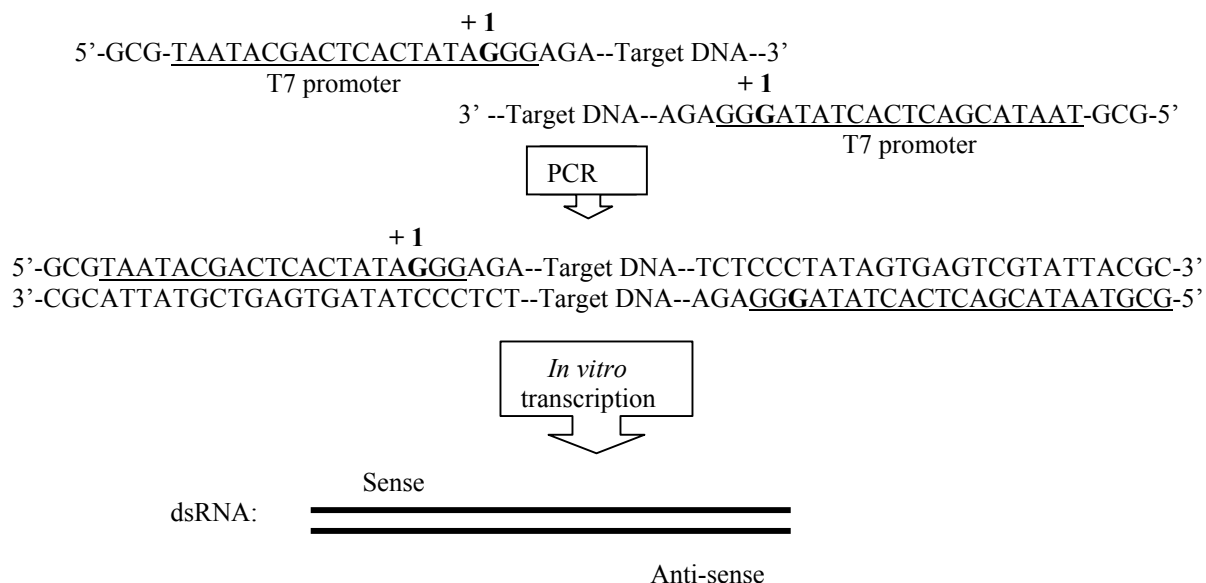 + 1
5’-GCG-TAATACGACTCACTATAGGGAGA--Target DNA--3’
T7 promoter
+ 1
3’ --Target DNA--AGAGGGATATCACTCAGCATAAT-GCG-5’
T7 promoter
PCR
+ 1
5’-GCGTAATACGACTCACTATAGGGAGA--Target DNA--TCTCCCTATAGTGAGTCGTATTACGC-3’
3’-CGCATTATGCTGAGTGATATCCCTCT--Target DNA--AGAGGGATATCACTCAGCATAATGCG-5’
In vitro
transcription
Sense
dsRNA:
Anti-sense